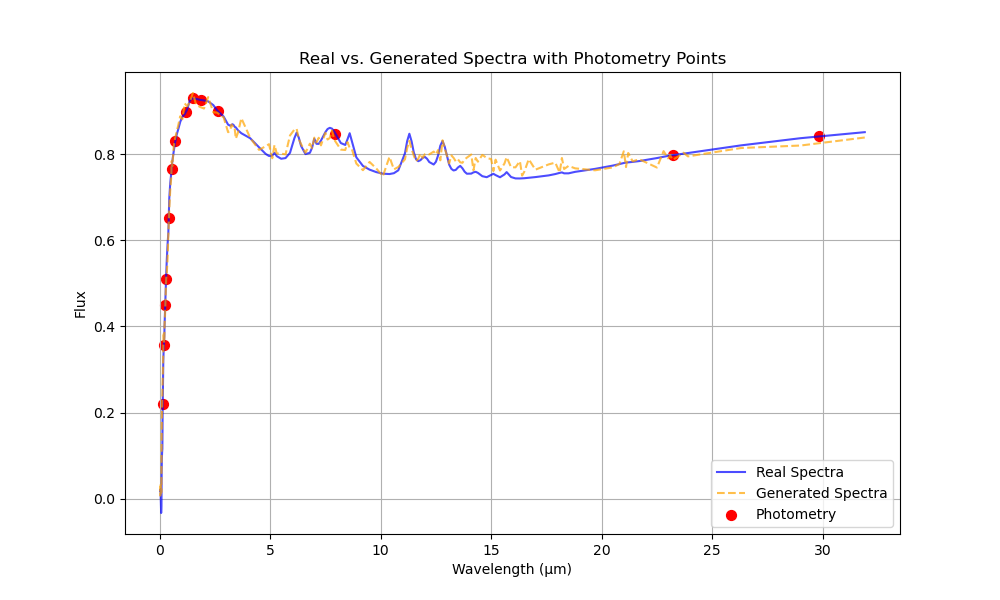 Real vs. Generated Spectra with Photometry Points
Flux
0.8
0.6
0.4
0.2
0.0
Real Spectra
Generated Spectra
Photometry
0 5 10 15 20 25 30
Wavelength (μm)